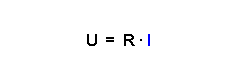 U = R · I